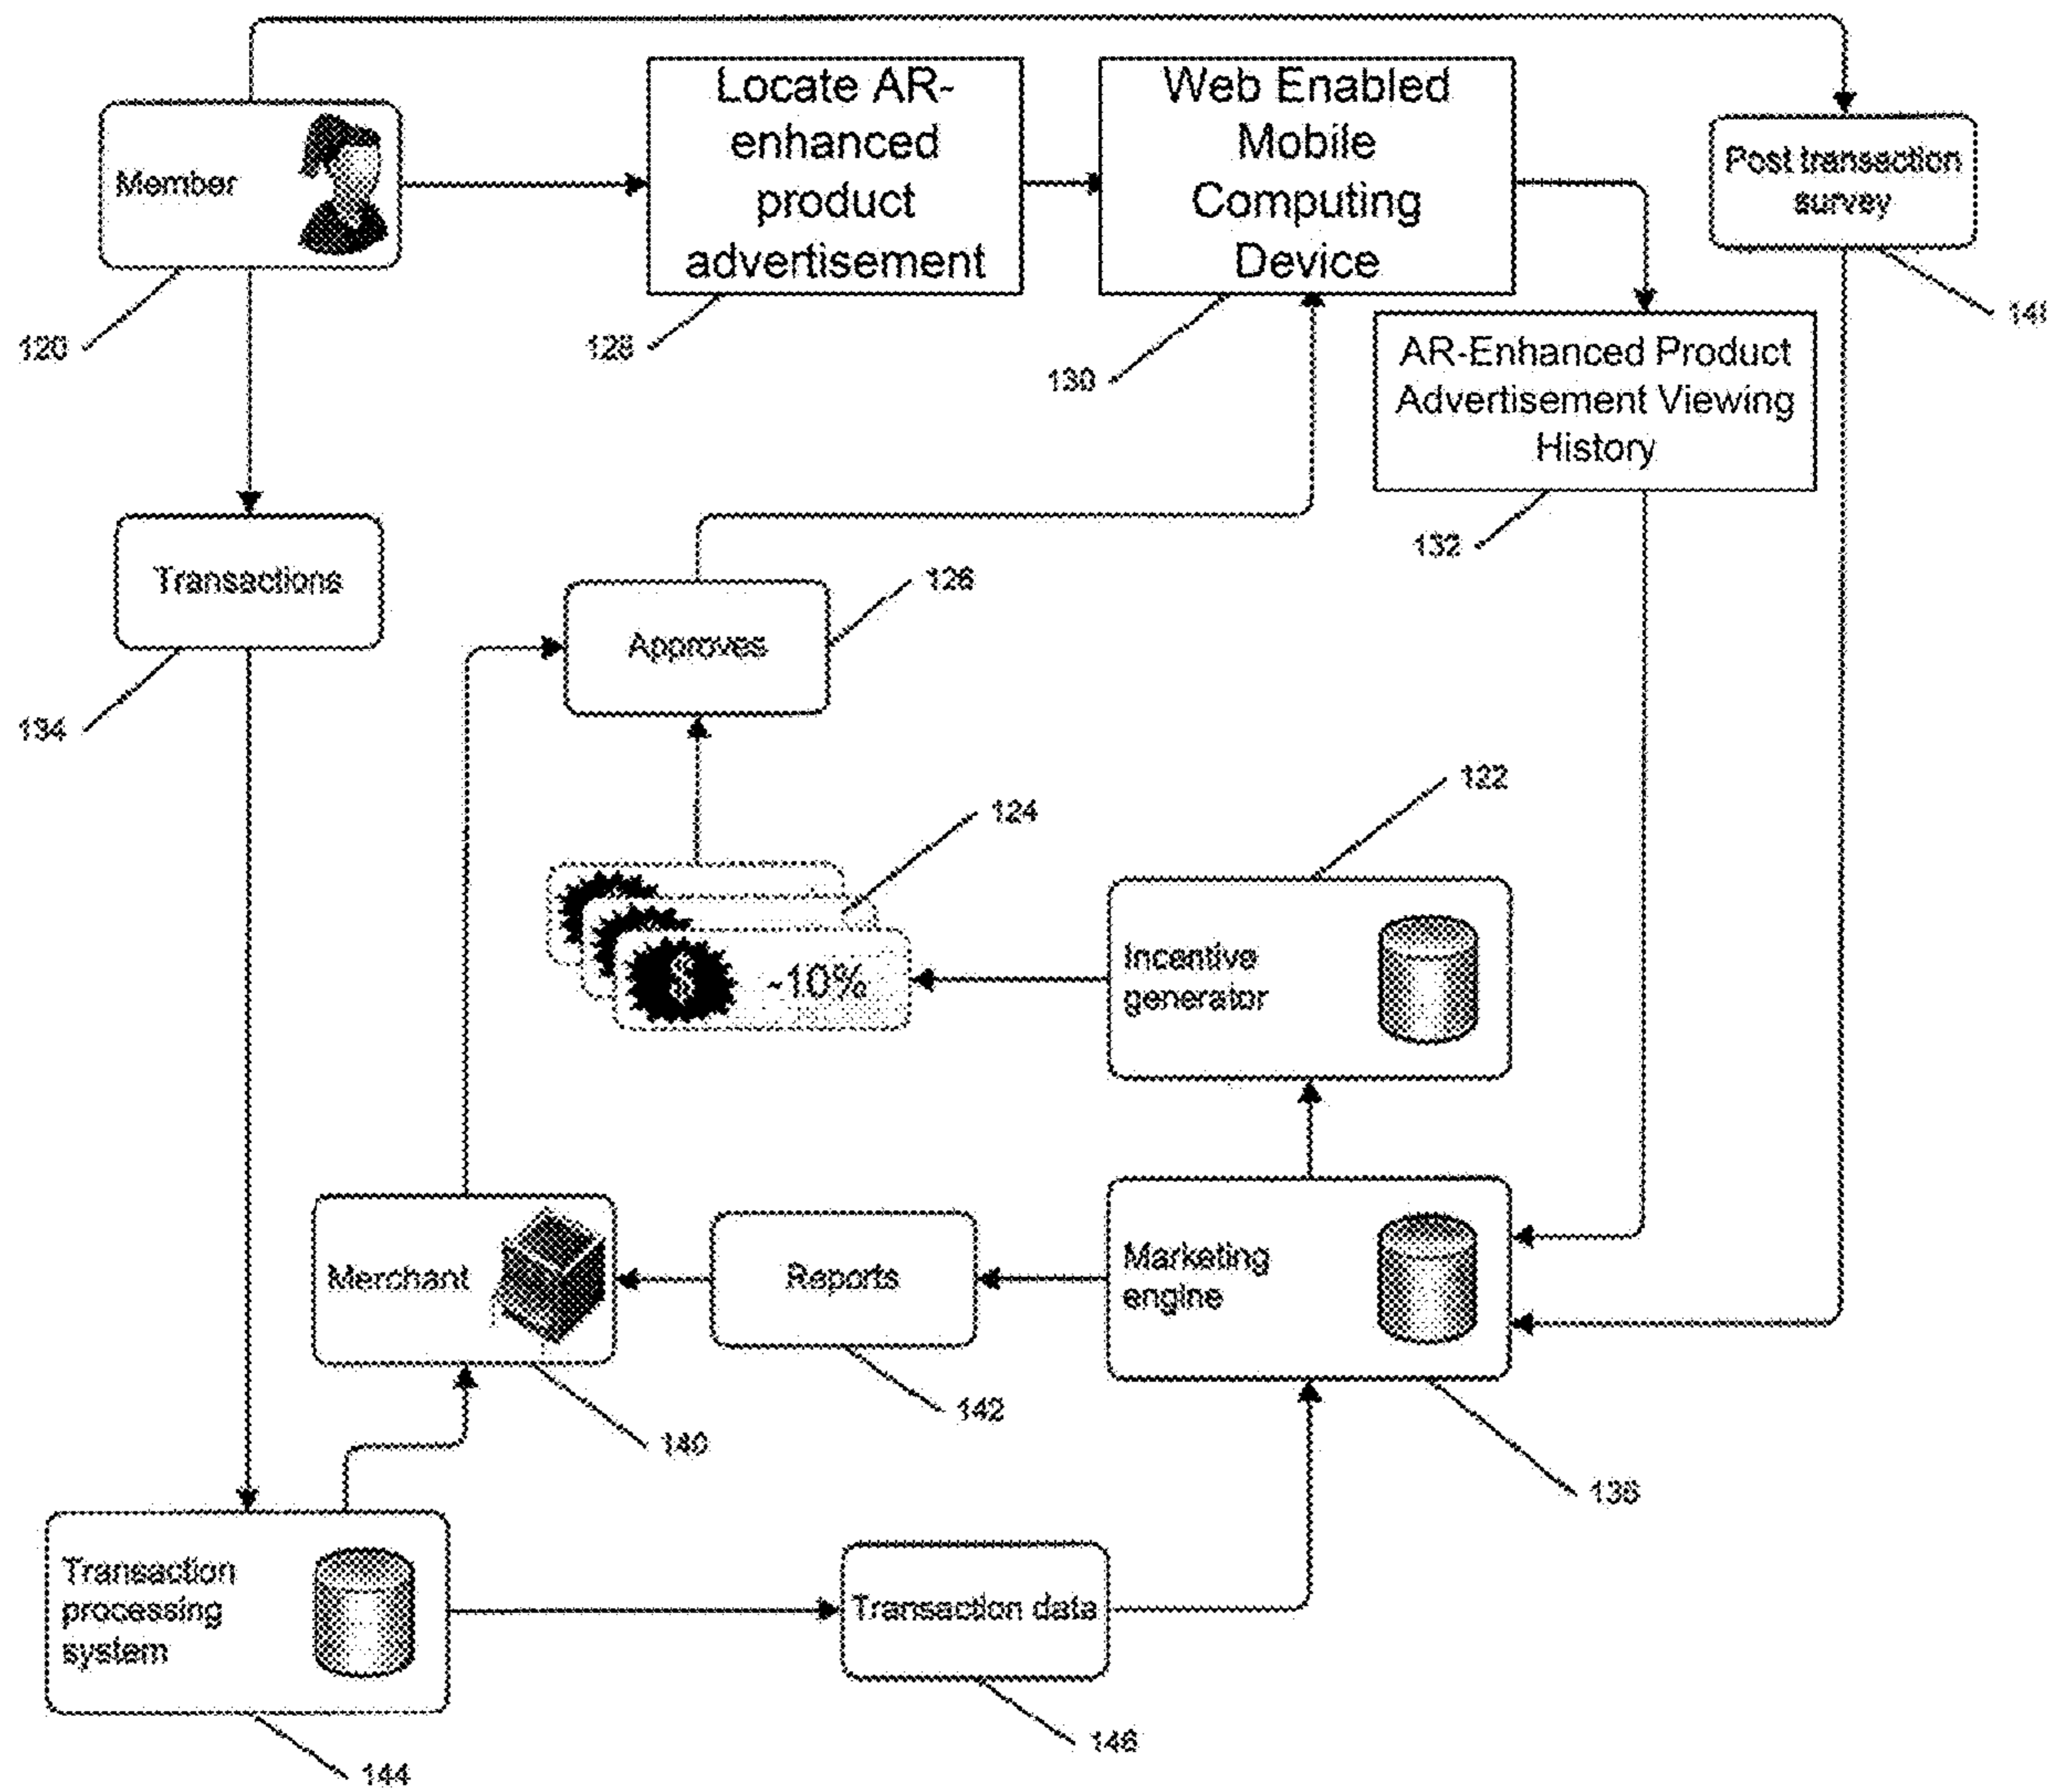 Member
Locate AR-
enhanced
product
advertisement
Web Enabled
Mobile
Computing
Device
Post transaction
survey
120
128
130
AR-Enhanced Product
Advertisement Viewing
History
132
Transactions
134
Approves
126
122
124
~10%
Incentive
generator
Merchant
Reports
Marketing
engine
140
142
Transaction
processing
system
Transaction data
144